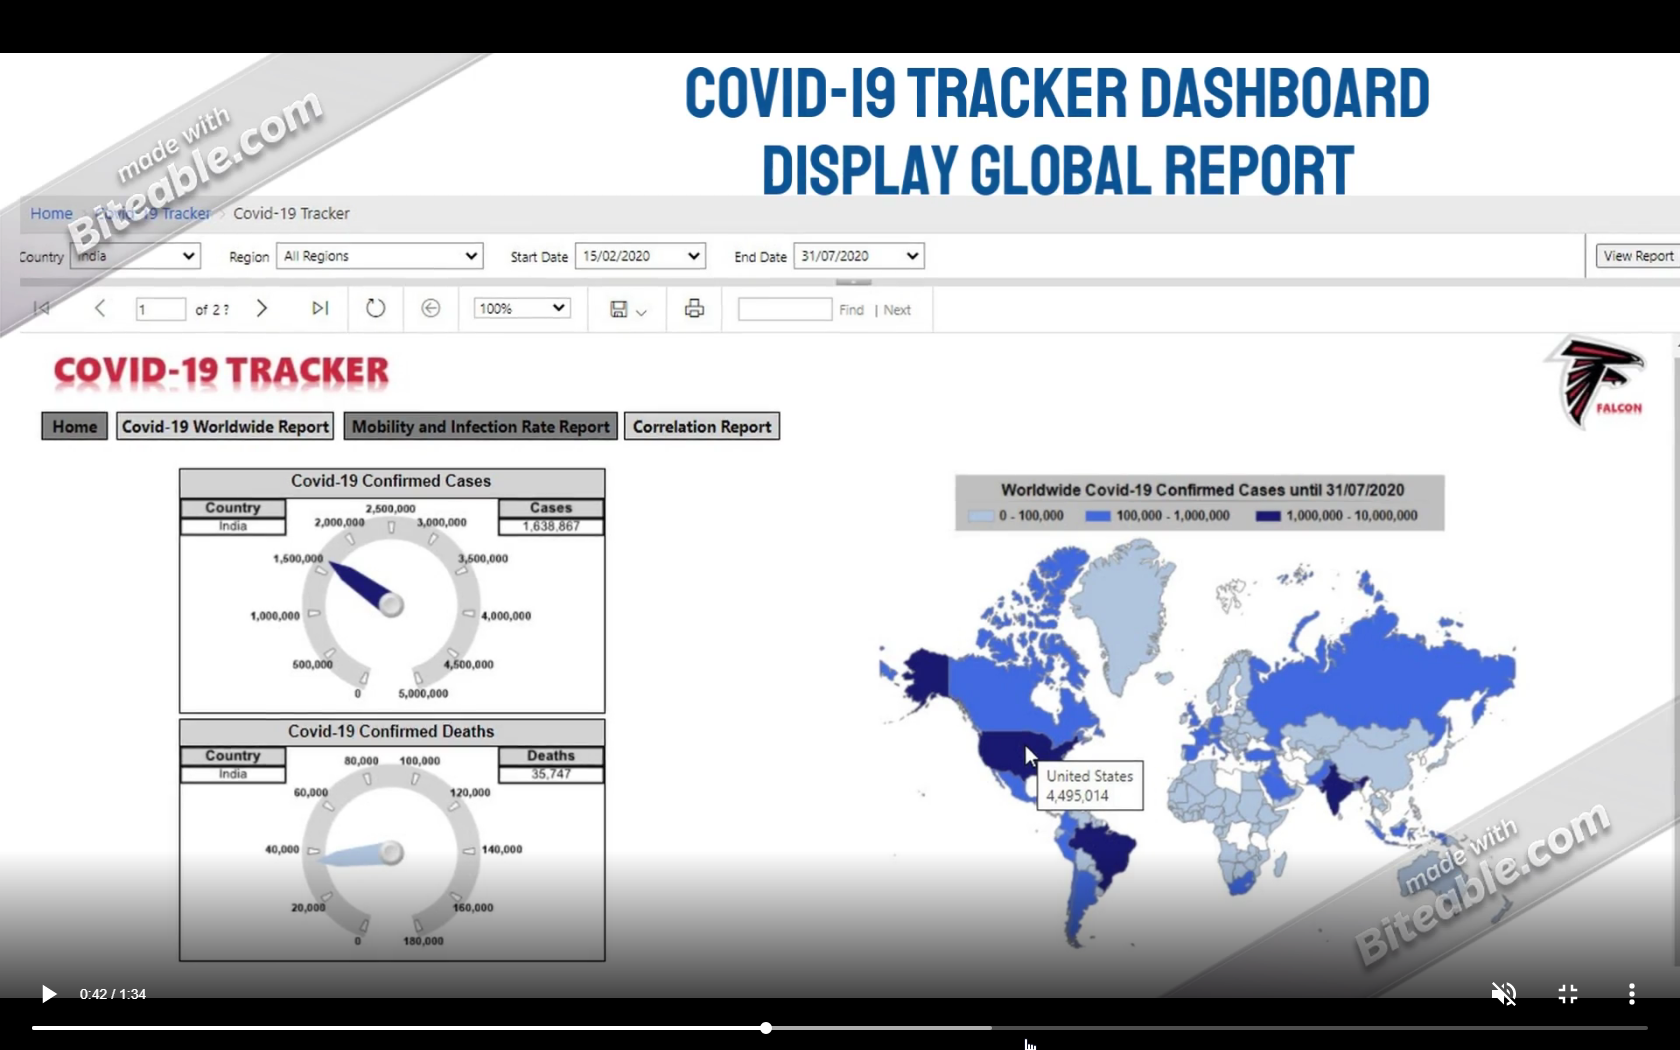 COVID-19 TRACKER DASHBOARD
DISPLAY GLOBAL REPORT
made with
Biteable.com
Home Covid-19 Tracker Covid-19 Tracker
Country India Region All Regions Start Date 15/02/2020 End Date 31/07/2020 View Report
1 of 2 ? 100% Find | Next
COVID-19 TRACKER
FALCON
Home Covid-19 Worldwide Report Mobility and Infection Rate Report Correlation Report
Covid-19 Confirmed Cases
Country Cases
India 1,638,867
2,500,000
2,000,000 3,000,000
1,500,000 3,500,000
1,000,000 4,000,000
500,000 4,500,000
0 5,000,000
Covid-19 Confirmed Deaths
Country Deaths
India 35,747
80,000 100,000
60,000 120,000
40,000 140,000
20,000 160,000
0 180,000
Worldwide Covid-19 Confirmed Cases until 31/07/2020
0 - 100,000 100,000 - 1,000,000 1,000,000 - 10,000,000
United States
4,495,014
made with
Biteable.com
0:42 / 1:34